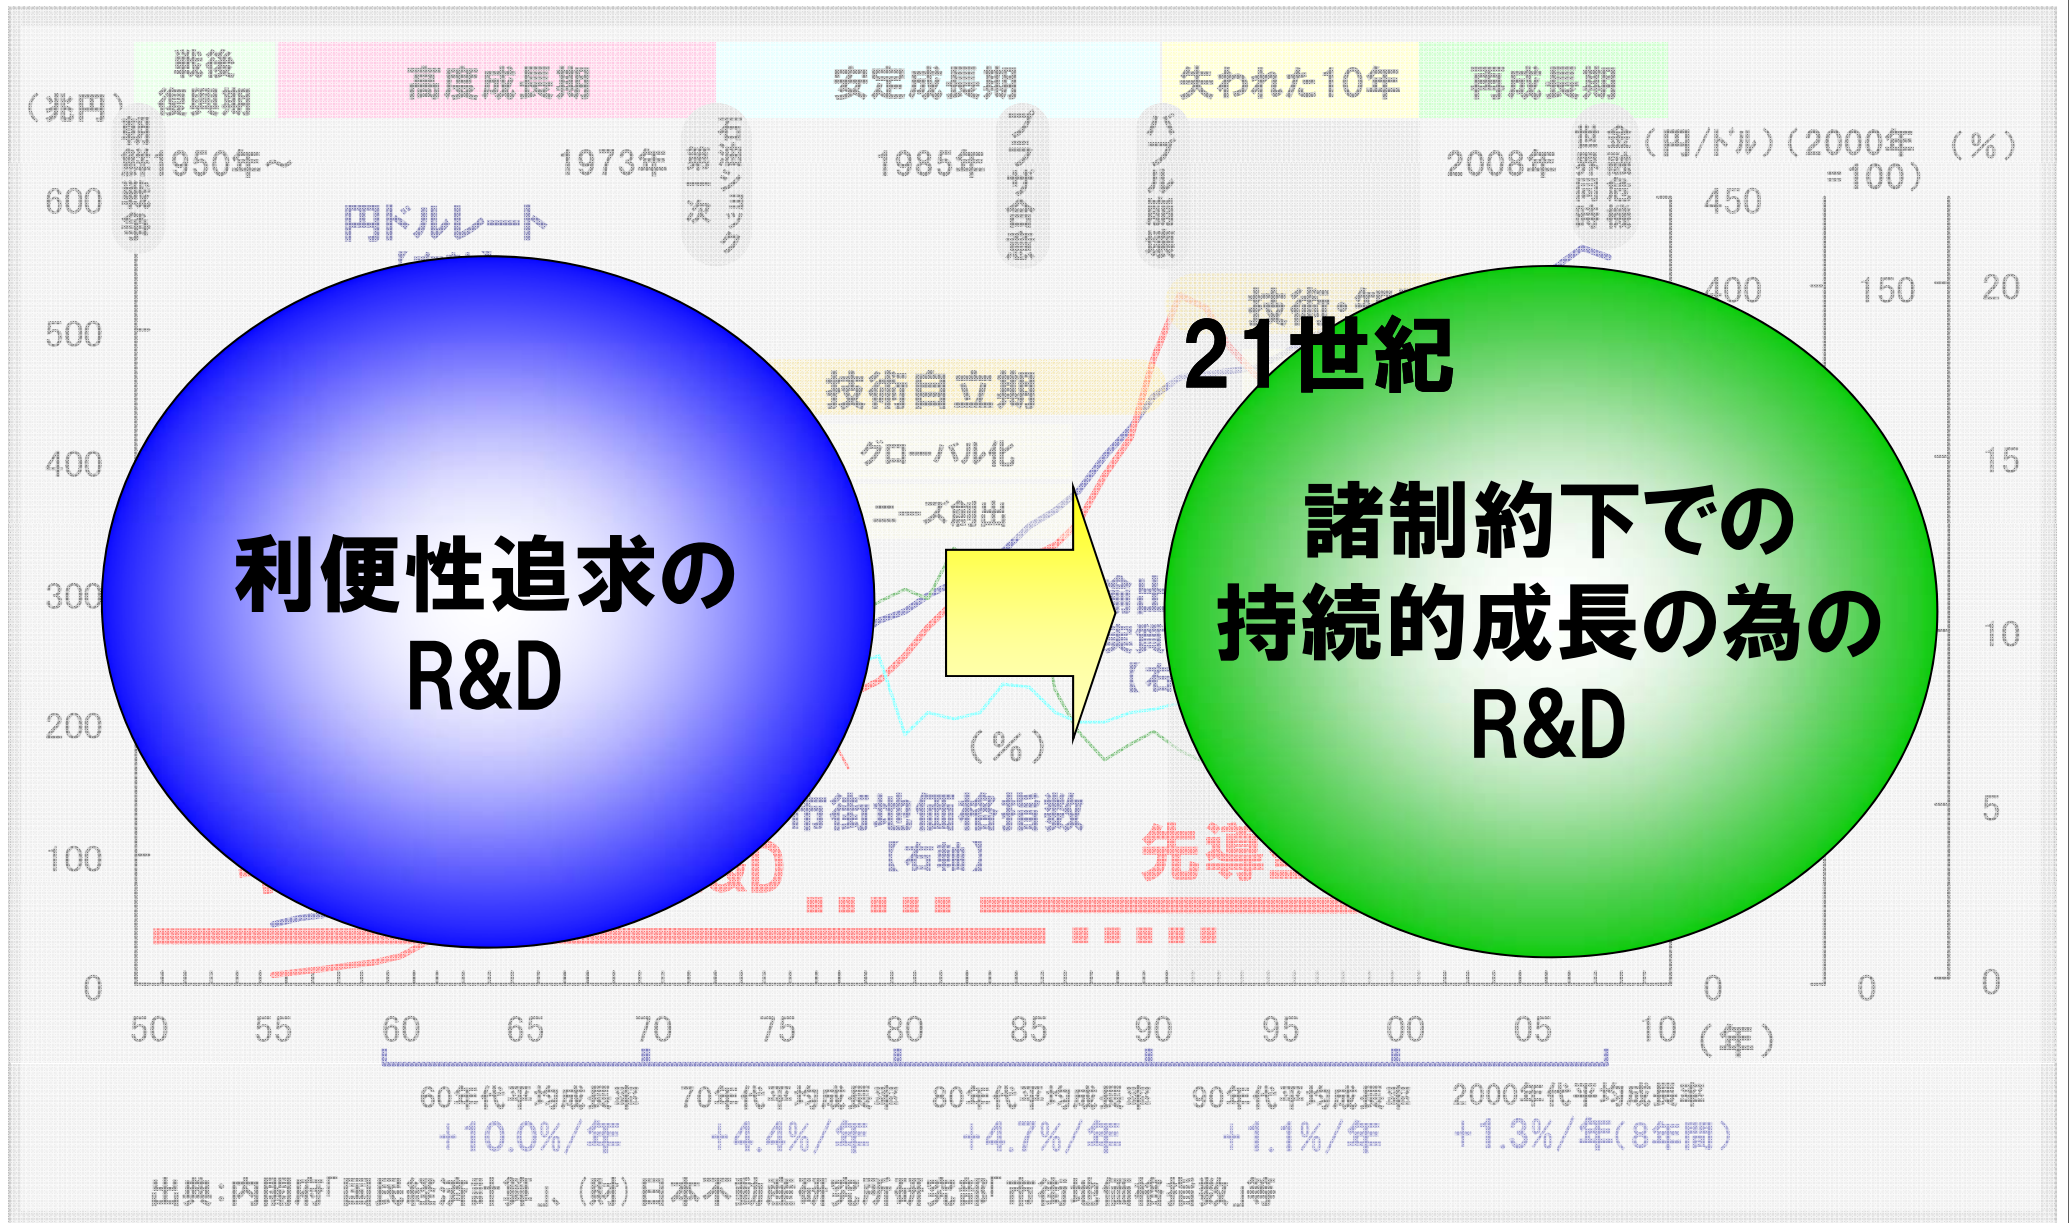 戦後
復興期
高度成長期
安定成長期
失われた10年
再成長期
(兆円)
1950年～
1973年
第一次
石油ショック
1985年
プラザ合意
バブル崩壊
2008年
世界同時
金融危機
(円/ドル)
(2000年
=100)
(%)
円ドルレート
600
500
400
300
200
100
0
450
400
0
150
0
20
15
10
5
0
技術・知
技術自立期
グローバル化
ニーズ創出
21世紀
利便性追求の
R&D
諸制約下での
持続的成長の為の
R&D
輸出
実質
【右
(%)
市街地価格指数
【右軸】
&D
先導
50 55 60 65 70 75 80 85 90 95 00 05 10 (年)
60年代平均成長率 70年代平均成長率 80年代平均成長率 90年代平均成長率 2000年代平均成長率
+10.0%/年 +4.4%/年 +4.7%/年 +1.1%/年 +1.3%/年(8年間)
出典:内閣府「国民経済計算」、(財)日本不動産研究所研究部「市街地価格指数」等